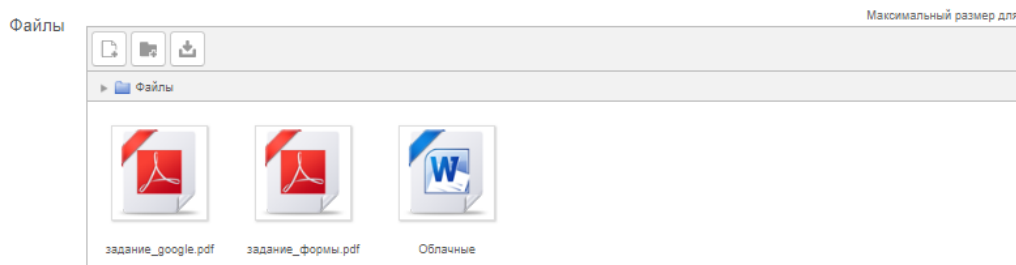 Максимальный размер для
Файлы
Файлы
задание_google.pdf
задание_формы.pdf
Облачные